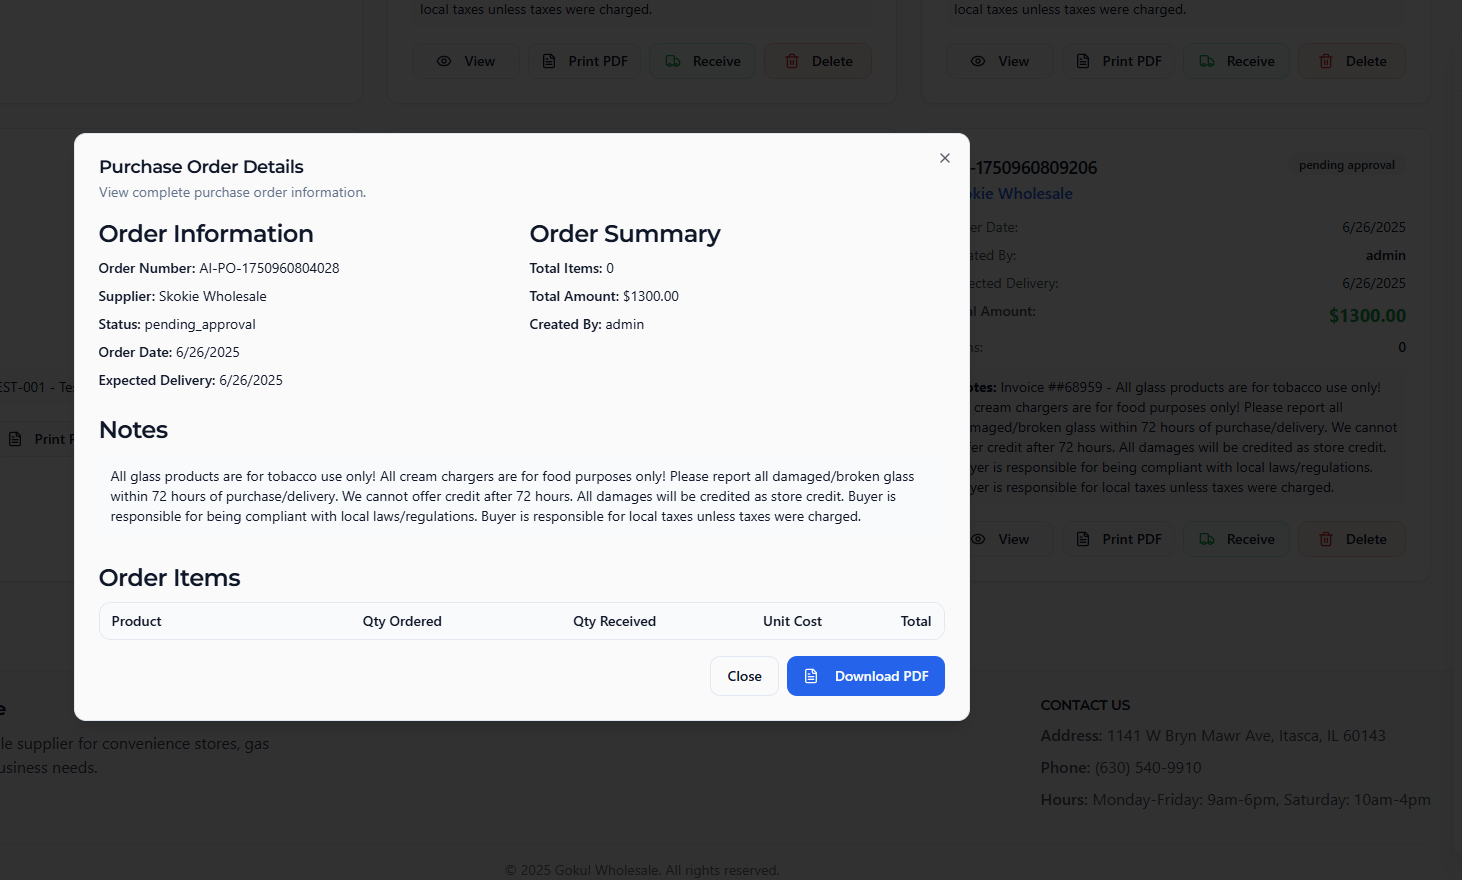 local taxes unless taxes were charged.
local taxes unless taxes were charged.
View
Print PDF
Receive
Delete
View
Print PDF
Receive
Delete
Purchase Order Details
View complete purchase order information.
Order Information
Order Number: AI-PO-1750960804028
Supplier: Skokie Wholesale
Status: pending_approval
Order Date: 6/26/2025
Expected Delivery: 6/26/2025
Order Summary
Total Items: 0
Total Amount: $1300.00
Created By: admin
Notes
All glass products are for tobacco use only! All cream chargers are for food purposes only! Please report all damaged/broken glass
within 72 hours of purchase/delivery. We cannot offer credit after 72 hours. All damages will be credited as store credit. Buyer is
responsible for being compliant with local laws/regulations. Buyer is responsible for local taxes unless taxes were charged.
Order Items
Product Qty Ordered Qty Received Unit Cost Total
Close
Download PDF
-1750960809206
pending approval
kie Wholesale
er Date: 6/26/2025
ated By: admin
ected Delivery: 6/26/2025
al Amount: $1300.00
ns: 0
otes: Invoice ##68959 - All glass products are for tobacco use only!
cream chargers are for food purposes only! Please report all
maged/broken glass within 72 hours of purchase/delivery. We cannot
fer credit after 72 hours. All damages will be credited as store credit.
yer is responsible for being compliant with local laws/regulations.
yer is responsible for local taxes unless taxes were charged.
View
Print PDF
Receive
Delete
EST-001 - Te
Print P
e
le supplier for convenience stores, gas
usiness needs.
CONTACT US
Address: 1141 W Bryn Mawr Ave, Itasca, IL 60143
Phone: (630) 540-9910
Hours: Monday-Friday: 9am-6pm, Saturday: 10am-4pm
© 2025 Gokul Wholesale. All rights reserved.